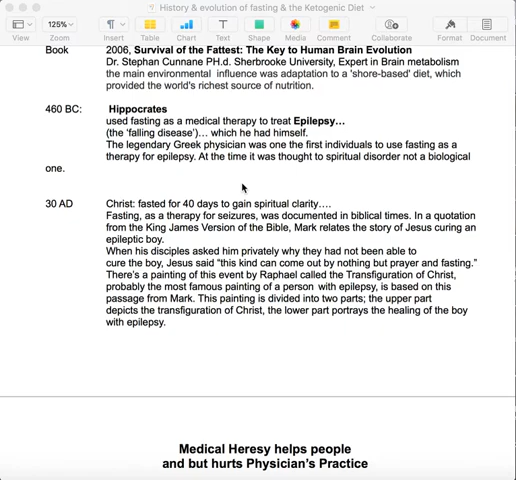 History & evolution of fasting & the Ketogenic Diet
125%
View
Zoom
Insert
Table
Chart
Text
Shape
Media
Comment
Collaborate
Format
Document
Book 2006, Survival of the Fattest: The Key to Human Brain Evolution
Dr. Stephan Cunnane PH.d. Sherbrooke University, Expert in Brain metabolism
the main environmental influence was adaptation to a 'shore-based' diet, which
provided the world's richest source of nutrition.
460 BC: Hippocrates
used fasting as a medical therapy to treat Epilepsy…
(the 'falling disease')… which he had himself.
The legendary Greek physician was one the first individuals to use fasting as a
therapy for epilepsy. At the time it was thought to spiritual disorder not a biological
one.
30 AD Christ: fasted for 40 days to gain spiritual clarity….
Fasting, as a therapy for seizures, was documented in biblical times. In a quotation
from the King James Version of the Bible, Mark relates the story of Jesus curing an
epileptic boy.
When his disciples asked him privately why they had not been able to
cure the boy, Jesus said "this kind can come out by nothing but prayer and fasting."
There's a painting of this event by Raphael called the Transfiguration of Christ,
probably the most famous painting of a person with epilepsy, is based on this
passage from Mark. This painting is divided into two parts; the upper part
depicts the transfiguration of Christ, the lower part portrays the healing of the boy
with epilepsy.
Medical Heresy helps people
and but hurts Physician's Practice